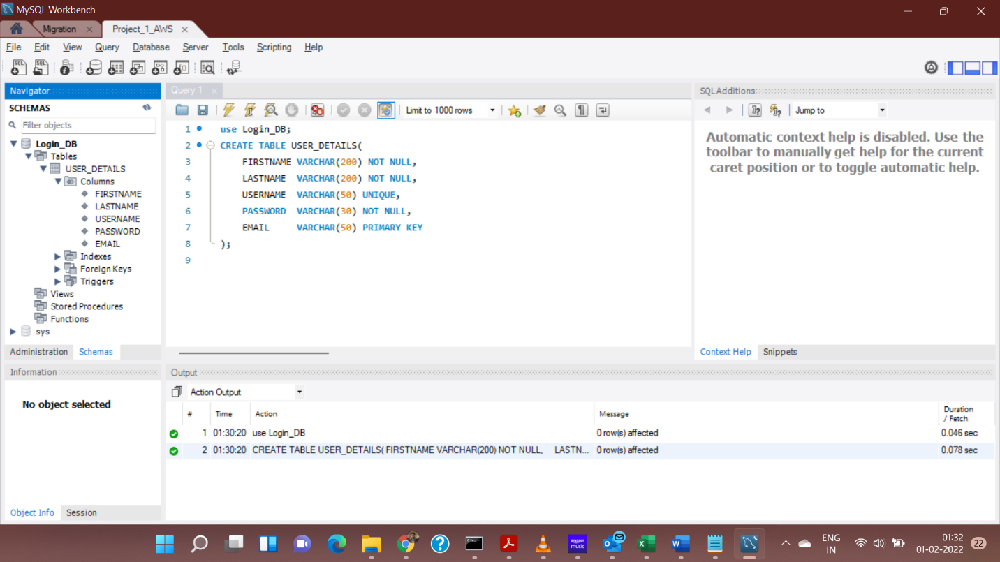 MySQL Workbench
Migration
Project_1_AWS
File Edit View Query Database Server Tools Scripting Help
Navigator
SCHEMAS
Filter objects
Login_DB
Tables
USER_DETAILS
Columns
FIRSTNAME
LASTNAME
USERNAME
PASSWORD
EMAIL
Indexes
Foreign Keys
Triggers
Views
Stored Procedures
Functions
sys
Administration Schemas
Information
No object selected
Object Info Session
Query 1
Limit to 1000 rows
1 use Login_DB;
2 CREATE TABLE USER_DETAILS(
3 FIRSTNAME VARCHAR(200) NOT NULL,
4 LASTNAME VARCHAR(200) NOT NULL,
5 USERNAME VARCHAR(50) UNIQUE,
6 PASSWORD VARCHAR(30) NOT NULL,
7 EMAIL VARCHAR(50) PRIMARY KEY
8 );
9
SQLAdditions
Jump to
Automatic context help is disabled. Use the
toolbar to manually get help for the current
caret position or to toggle automatic help.
Context Help Snippets
Output
Action Output
# Time Action Message Duration
/ Fetch
1 01:30:20 use Login_DB 0 row(s) affected 0.046 sec
2 01:30:20 CREATE TABLE USER_DETAILS( FIRSTNAME VARCHAR(200) NOT NULL, LASTN... 0 row(s) affected 0.078 sec
amazon
music
ENG
IN
01:32
01-02-2022
22